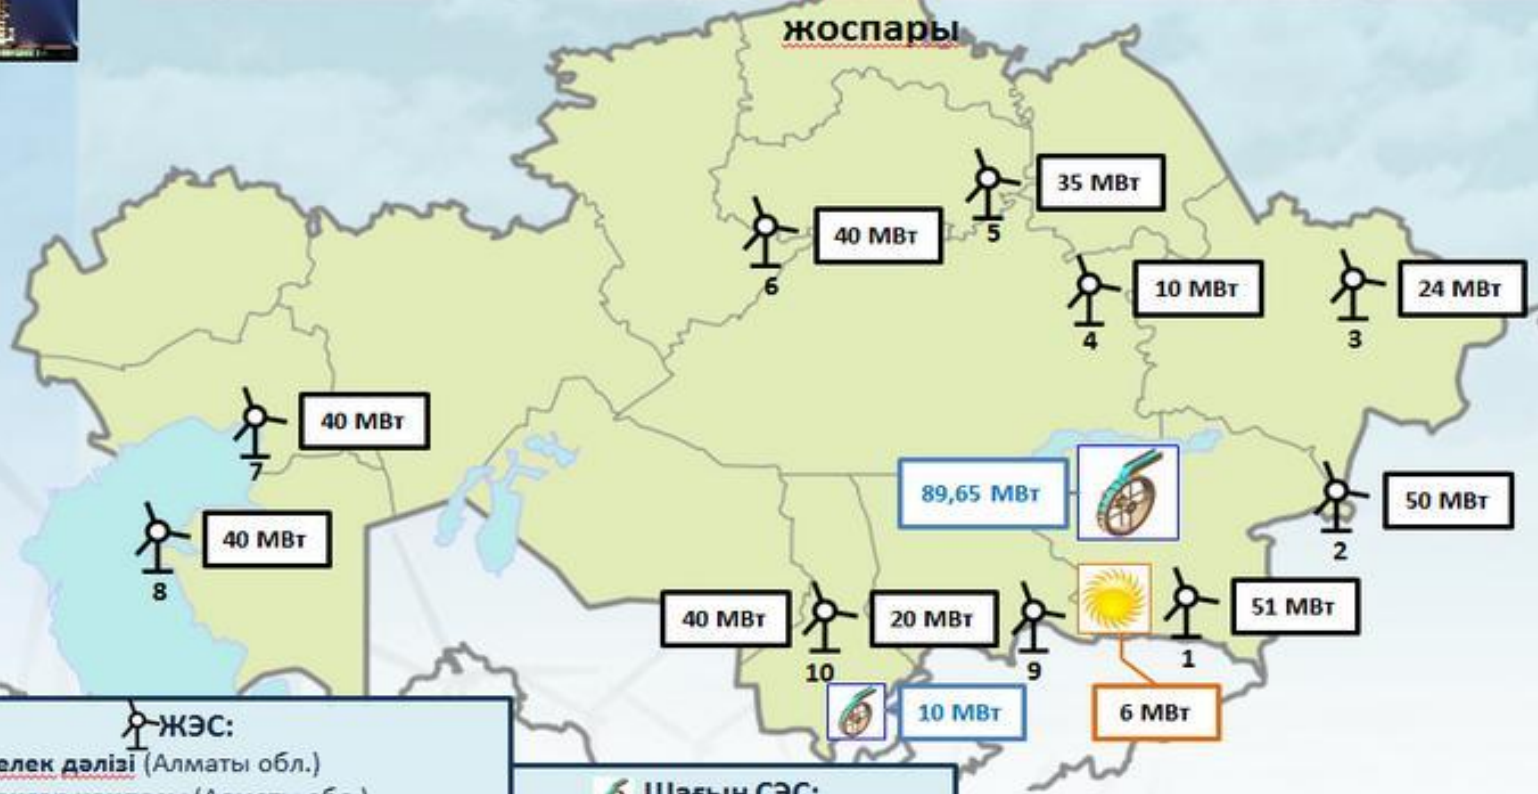 жоспары
35 МВт
5
40 МВт
6
10 МВт
4
24 МВт
3
40 МВт
7
89,65 МВт
50 МВт
2
40 МВт
8
40 МВт
10
20 МВт
9
51 МВт
1
10 МВт
6 МВт
ЖЭС:
елек дәлізі (Алматы обл.)
(Алматы обл.)
Шағын СЭС: